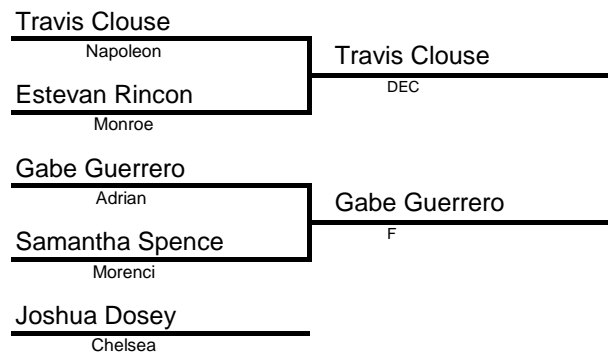 Travis Clouse
Napoleon
Travis Clouse
DEC
Estevan Rincon
Monroe
Gabe Guerrero
Adrian
Gabe Guerrero
F
Samantha Spence
Morenci
Joshua Dosey
Chelsea